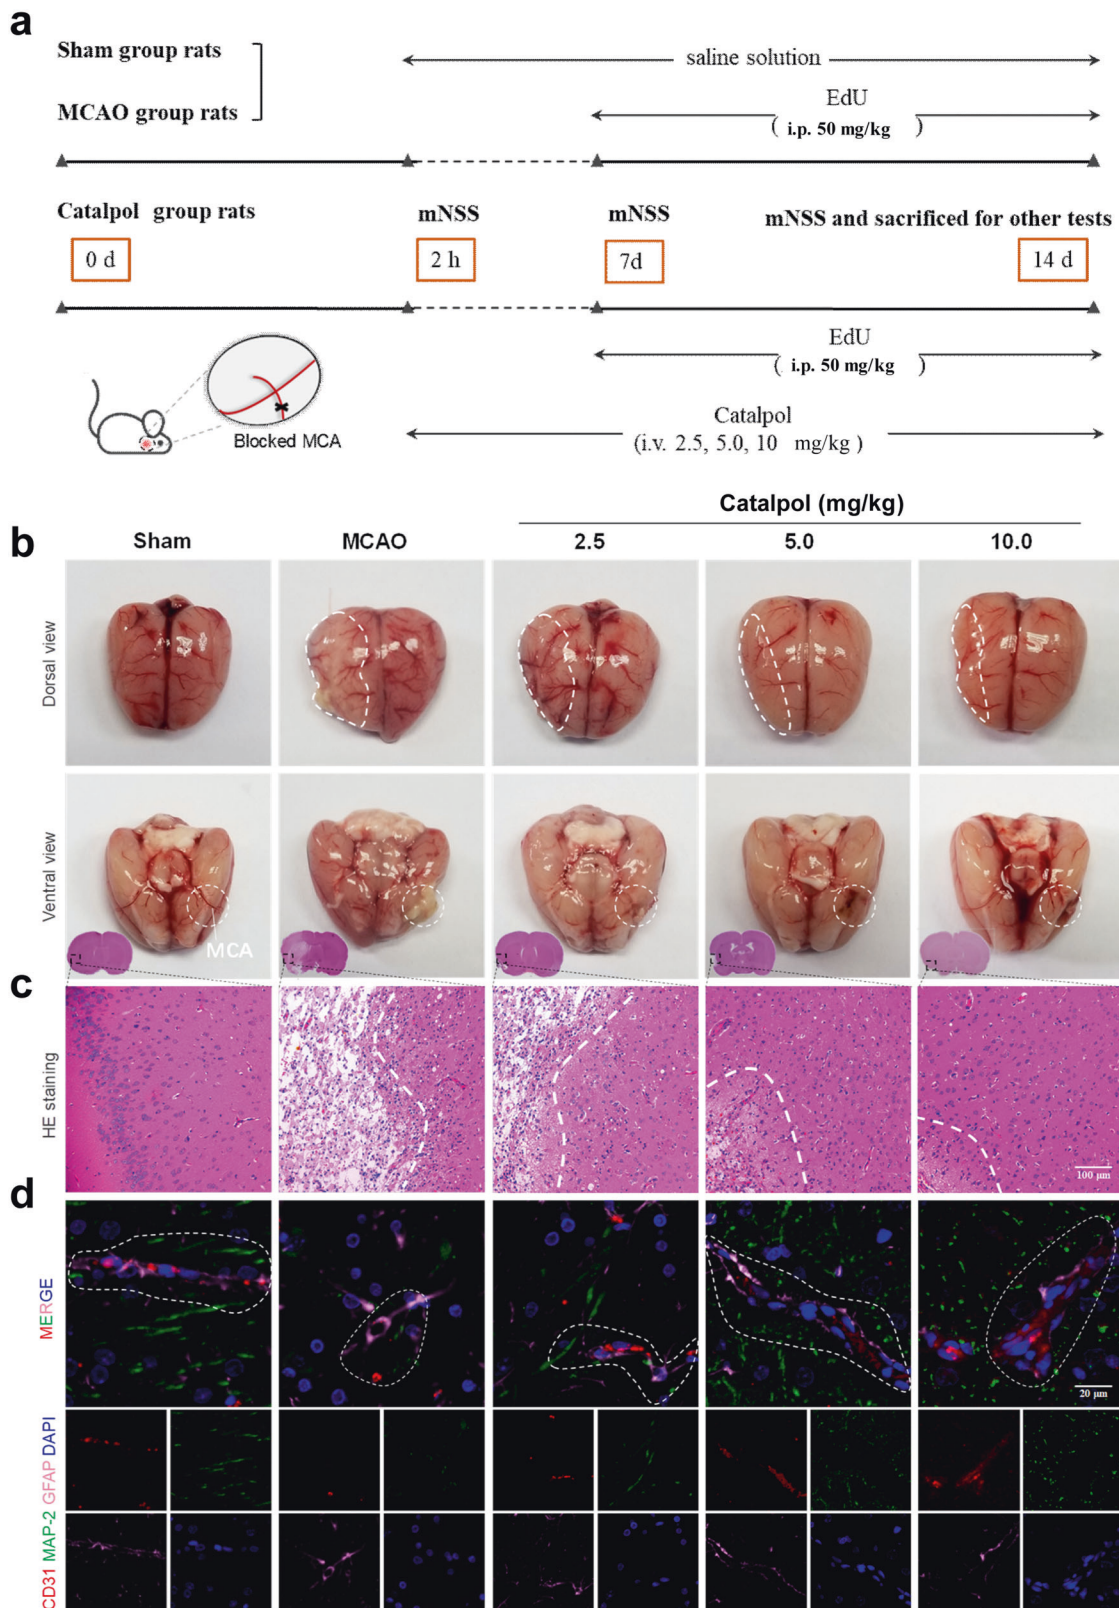 a
Sham group rats
saline solution
EdU
MCAO group rats
( i.p. 50 mg/kg )
Catalpol group rats
mNSS
mNSS
mNSS and sacrificed for other tests
0 d
2 h
7d
14 d
EdU
( i.p. 50 mg/kg )
Blocked MCA
Catalpol
(i.v. 2.5, 5.0, 10 mg/kg )
Catalpol (mg/kg)
b
Sham
MCAO
2.5
5.0
10.0
Dorsal view
Ventral view
MCA
c
HE staining
100 μm
d
MERGE
20 μm
CD31 MAP-2 GFAP DAPI